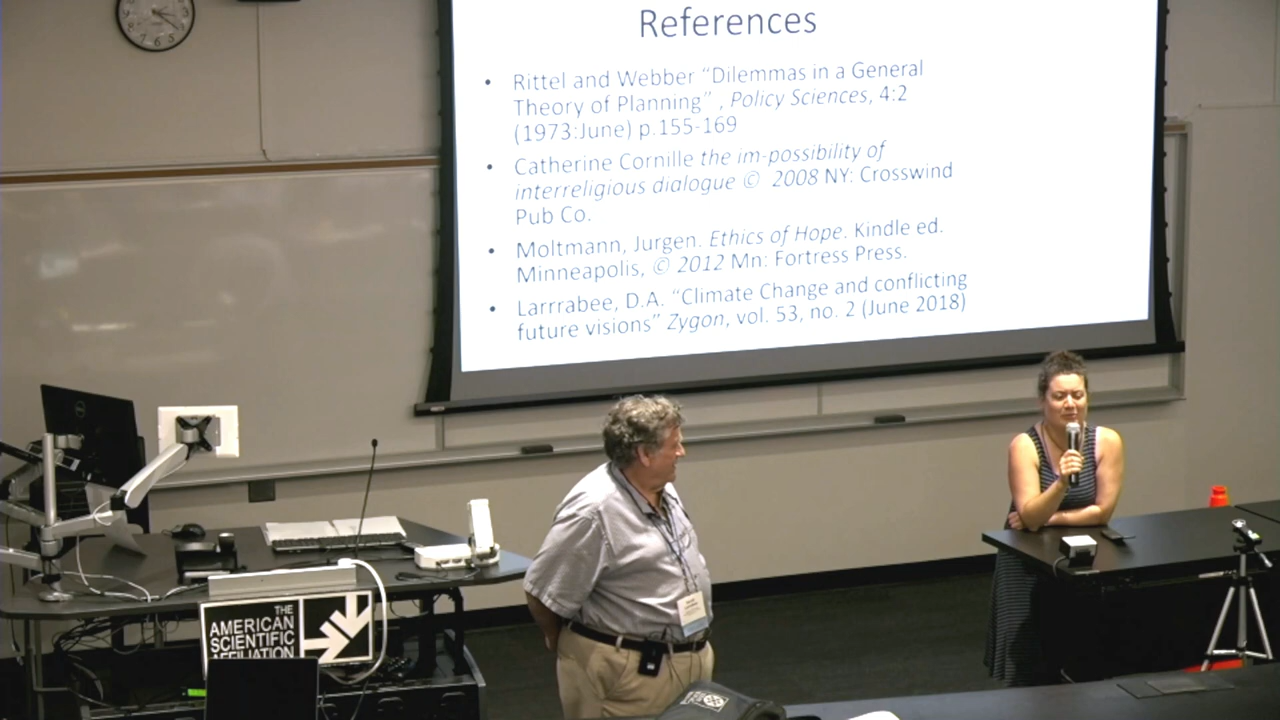 References
• Rittel and Webber “Dilemmas in a General
Theory of Planning” , Policy Sciences, 4:2
(1973:June) p.155-169
• Catherine Cornille the im-possibility of
interreligious dialogue © 2008 NY: Crosswind
Pub Co.
• Moltmann, Jurgen. Ethics of Hope. Kindle ed.
Minneapolis, © 2012 Mn: Fortress Press.
• Larrrabee, D.A. “Climate Change and conflicting
future visions” Zygon, vol. 53, no. 2 (June 2018)
THE
AMERICAN
SCIENTIFIC
AFFILIATION